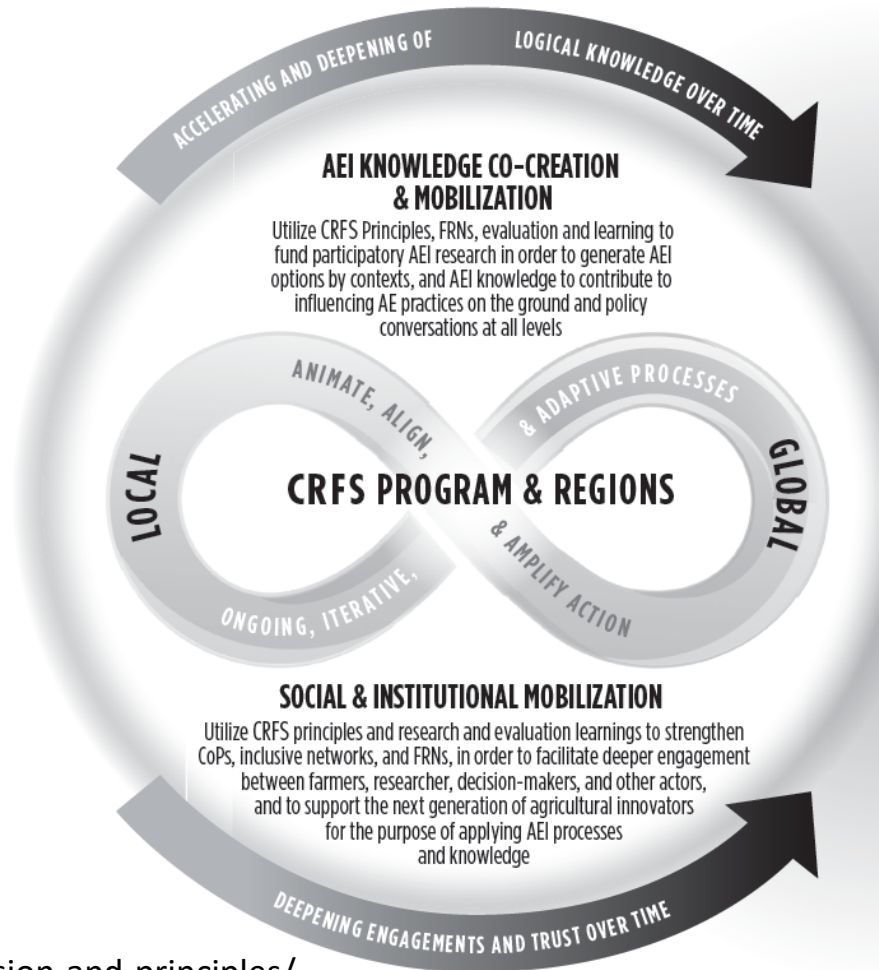 ACCELERATING AND DEEPENING OF LOGICAL KNOWLEDGE OVER TIME
AEI KNOWLEDGE CO-CREATION
& MOBILIZATION
Utilize CRFS Principles, FRNs, evaluation and learning to
fund participatory AEI research in order to generate AEI
options by contexts, and AEI knowledge to contribute to
influencing AE practices on the ground and policy
conversations at all levels
ANIMATE, ALIGN,
& ADAPTIVE PROCESSES
LOCAL
CRFS PROGRAM & REGIONS
GLOBAL
& AMPLIFY ACTION
ONGOING, ITERATIVE,
SOCIAL & INSTITUTIONAL MOBILIZATION
Utilize CRFS principles and research and evaluation learnings to strengthen
CoPs, inclusive networks, and FRNs, in order to facilitate deeper engagement
between farmers, researcher, decision-makers, and other actors,
and to support the next generation of agricultural innovators
for the purpose of applying AEI processes
and knowledge
DEEPENING ENGAGEMENTS AND TRUST OVER TIME
sion-and-principles/